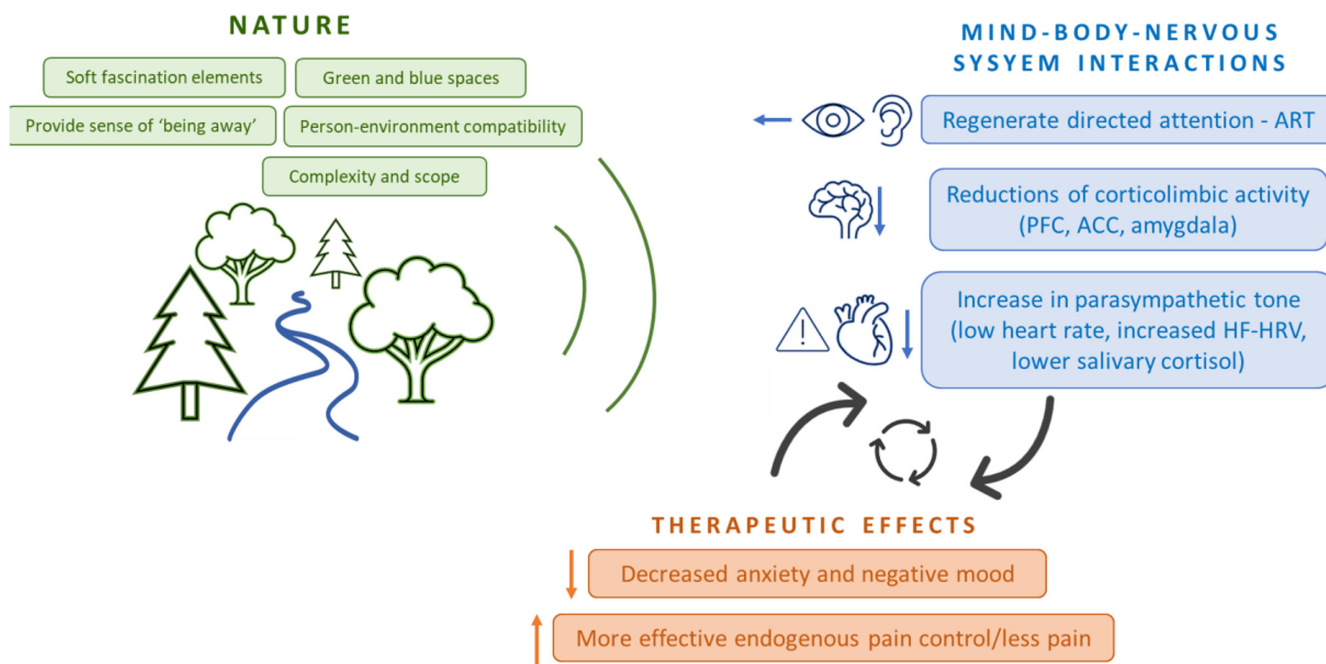 NATURE
Soft fascination elements
Green and blue spaces
Provide sense of ‘being away’
Person-environment compatibility
Complexity and scope
MIND-BODY-NERVOUS
SYSYEM INTERACTIONS
Regenerate directed attention - ART
Reductions of corticolimbic activity
(PFC, ACC, amygdala)
Increase in parasympathetic tone
(low heart rate, increased HF-HRV,
lower salivary cortisol)
THERAPEUTIC EFFECTS
Decreased anxiety and negative mood
More effective endogenous pain control/less pain